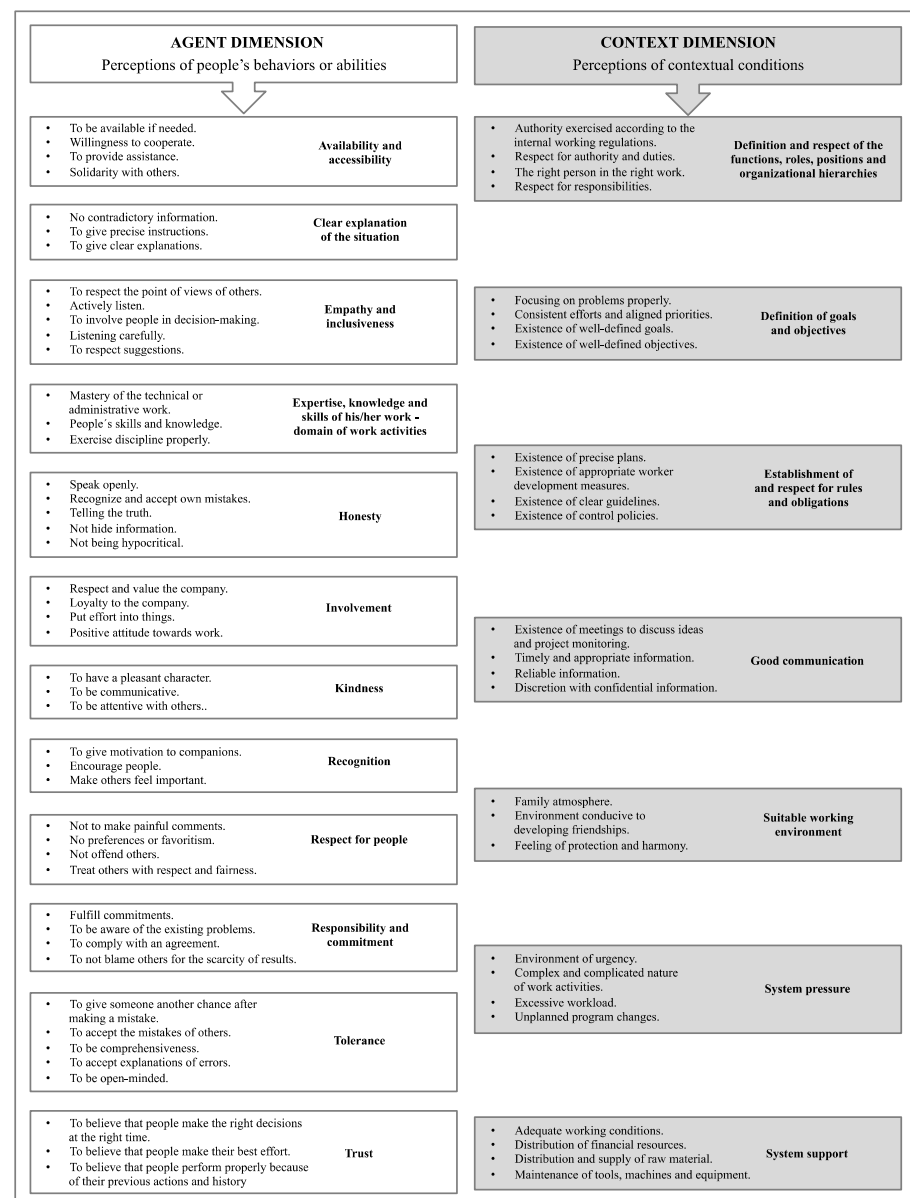 AGENT DIMENSION
Perceptions of people's behaviors or abilities
• To be available if needed.
• Willingness to cooperate.
• To provide assistance.
• Solidarity with others.
Availability and
accessibility
• No contradictory information.
• To give precise instructions.
• To give clear explanations.
Clear explanation
of the situation
• To respect the point of views of others.
• Actively listen.
• To involve people in decision-making.
• Listening carefully.
• To respect suggestions.
Empathy and
inclusiveness
• Mastery of the technical or
administrative work.
• People´s skills and knowledge.
• Exercise discipline properly.
Expertise, knowledge and
skills of his/her work -
domain of work activities
• Speak openly.
• Recognize and accept own mistakes.
• Telling the truth.
• Not hide information.
• Not being hypocritical.
Honesty
• Respect and value the company.
• Loyalty to the company.
• Put effort into things.
• Positive attitude towards work.
Involvement
• To have a pleasant character.
• To be communicative.
• To be attentive with others..
Kindness
• To give motivation to companions.
• Encourage people.
• Make others feel important.
Recognition
• Not to make painful comments.
• No preferences or favoritism.
• Not offend others.
• Treat others with respect and fairness.
Respect for people
• Fulfill commitments.
• To be aware of the existing problems.
• To comply with an agreement.
• To not blame others for the scarcity of results.
Responsibility and
commitment
• To give someone another chance after
making a mistake.
• To accept the mistakes of others.
• To be comprehensiveness.
• To accept explanations of errors.
• To be open-minded.
Tolerance
• To believe that people make the right decisions
at the right time.
• To believe that people make their best effort.
• To believe that people perform properly because
of their previous actions and history
Trust
CONTEXT DIMENSION
Perceptions of contextual conditions
• Authority exercised according to the
internal working regulations.
• Respect for authority and duties.
• The right person in the right work.
• Respect for responsibilities.
Definition and respect of the
functions, roles, positions and
organizational hierarchies
• Focusing on problems properly.
• Consistent efforts and aligned priorities.
• Existence of well-defined goals.
• Existence of well-defined objectives.
Definition of goals
and objectives
• Existence of precise plans.
• Existence of appropriate worker
development measures.
• Existence of clear guidelines.
• Existence of control policies.
Establishment of
and respect for rules
and obligations
• Existence of meetings to discuss ideas
and project monitoring.
• Timely and appropriate information.
• Reliable information.
• Discretion with confidential information.
Good communication
• Family atmosphere.
• Environment conducive to
developing friendships.
• Feeling of protection and harmony.
Suitable working
environment
• Environment of urgency.
• Complex and complicated nature
of work activities.
• Excessive workload.
• Unplanned program changes.
System pressure
• Adequate working conditions.
• Distribution of financial resources.
• Distribution and supply of raw material.
• Maintenance of tools, machines and equipment.
System support